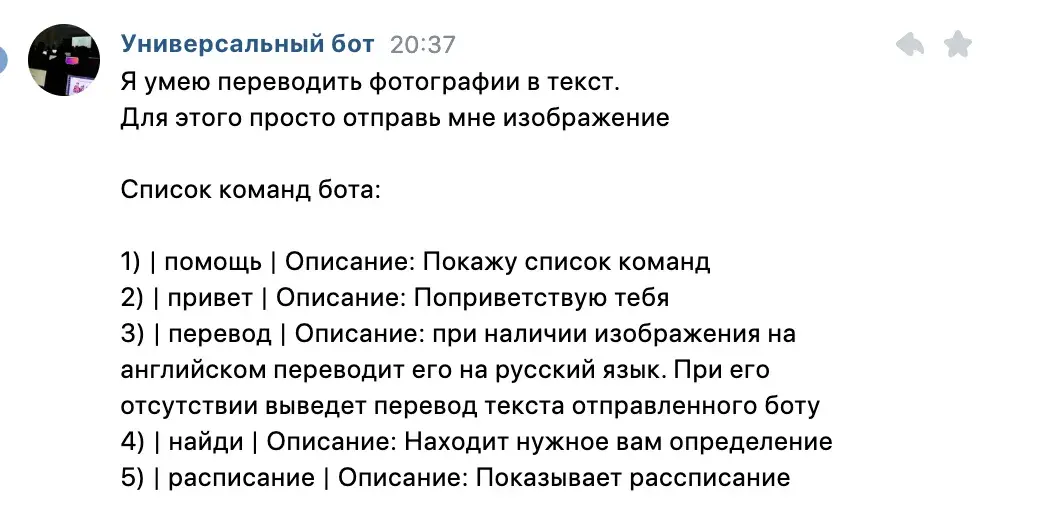 Универсальный бот 20:37
Я умею переводить фотографии в текст.
Для этого просто отправь мне изображение
Список команд бота:
1) | помощь | Описание: Покажу список команд
2) | привет | Описание: Поприветствую тебя
3) | перевод | Описание: при наличии изображения на
английском переводит его на русский язык. При его
отсутствии выведет перевод текста отправленного боту
4) | найди | Описание: Находит нужное вам определение
5) | расписание | Описание: Показывает рассписание